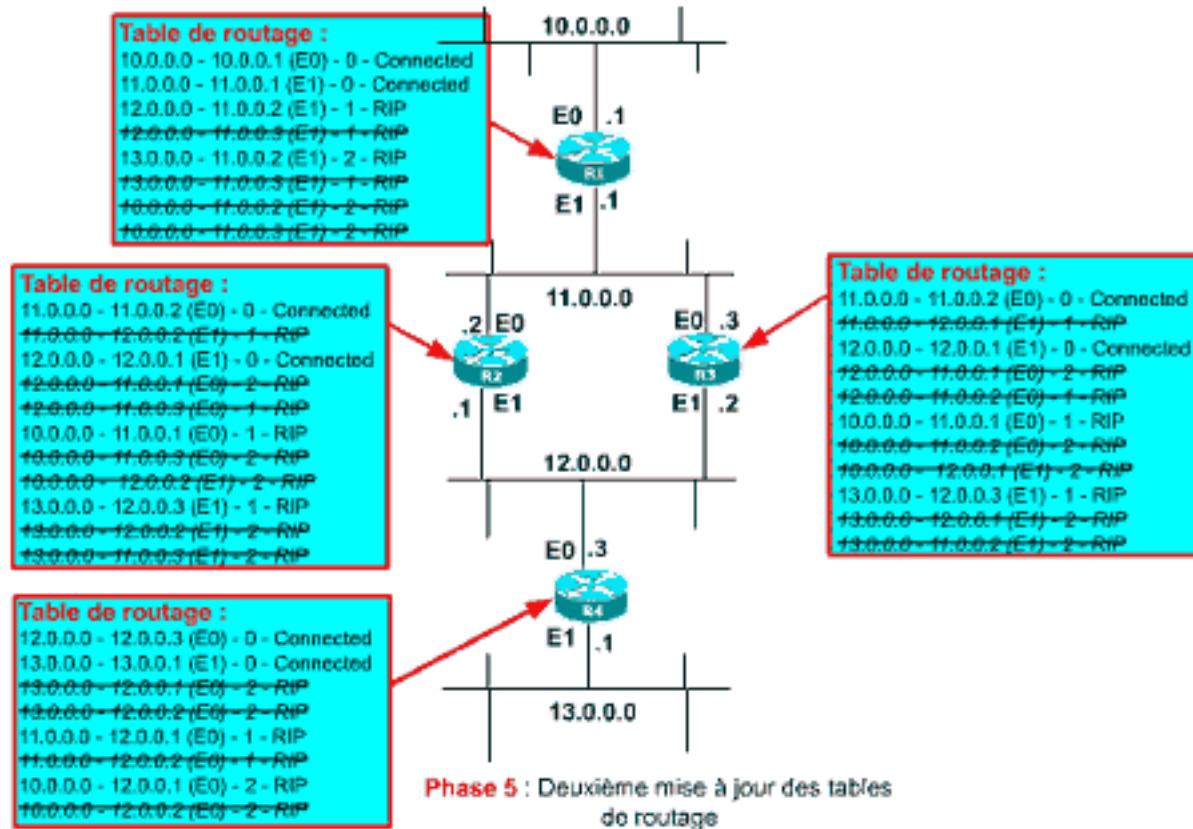 Table de routage :
10.0.0.0 - 10.0.0.1 (E0) - 0 - Connected
11.0.0.0 - 11.0.0.1 (E1) - 0 - Connected
12.0.0.0 - 11.0.0.2 (E1) - 1 - RIP
12.0.0.0 - 11.0.0.3 (E1) - 1 - RIP
13.0.0.0 - 11.0.0.2 (E1) - 2 - RIP
13.0.0.0 - 11.0.0.3 (E1) - 1 - RIP
10.0.0.0 - 11.0.0.2 (E1) - 2 - RIP
10.0.0.0 - 11.0.0.3 (E1) - 2 - RIP
10.0.0.0
E0 .1
R1
E1 .1
11.0.0.0
Table de routage :
11.0.0.0 - 11.0.0.2 (E0) - 0 - Connected
11.0.0.0 - 12.0.0.2 (E1) - 1 - RIP
12.0.0.0 - 12.0.0.1 (E1) - 0 - Connected
12.0.0.0 - 11.0.0.1 (E0) - 2 - RIP
12.0.0.0 - 11.0.0.3 (E0) - 1 - RIP
10.0.0.0 - 11.0.0.1 (E0) - 1 - RIP
10.0.0.0 - 11.0.0.3 (E0) - 2 - RIP
10.0.0.0 - 12.0.0.2 (E1) - 2 - RIP
13.0.0.0 - 12.0.0.3 (E1) - 1 - RIP
13.0.0.0 - 12.0.0.2 (E1) - 2 - RIP
13.0.0.0 - 11.0.0.3 (E1) - 2 - RIP
.2 E0
R2
.1 E1
E0 .3
R3
E1 .2
Table de routage :
11.0.0.0 - 11.0.0.2 (E0) - 0 - Connected
11.0.0.0 - 12.0.0.1 (E1) - 1 - RIP
12.0.0.0 - 12.0.0.1 (E1) - 0 - Connected
12.0.0.0 - 11.0.0.1 (E0) - 2 - RIP
12.0.0.0 - 11.0.0.2 (E0) - 1 - RIP
10.0.0.0 - 11.0.0.1 (E0) - 1 - RIP
10.0.0.0 - 11.0.0.2 (E0) - 2 - RIP
10.0.0.0 - 12.0.0.1 (E1) - 2 - RIP
13.0.0.0 - 12.0.0.3 (E1) - 1 - RIP
13.0.0.0 - 12.0.0.1 (E1) - 2 - RIP
13.0.0.0 - 11.0.0.2 (E1) - 2 - RIP
12.0.0.0
E0 .3
R4
E1 .1
13.0.0.0
Table de routage :
12.0.0.0 - 12.0.0.3 (E0) - 0 - Connected
13.0.0.0 - 13.0.0.1 (E1) - 0 - Connected
13.0.0.0 - 12.0.0.1 (E0) - 2 - RIP
13.0.0.0 - 12.0.0.2 (E0) - 2 - RIP
11.0.0.0 - 12.0.0.1 (E0) - 1 - RIP
11.0.0.0 - 12.0.0.2 (E0) - 1 - RIP
10.0.0.0 - 12.0.0.1 (E0) - 2 - RIP
10.0.0.0 - 12.0.0.2 (E0) - 2 - RIP
Phase 5 : Deuxième mise à jour des tables
de routage